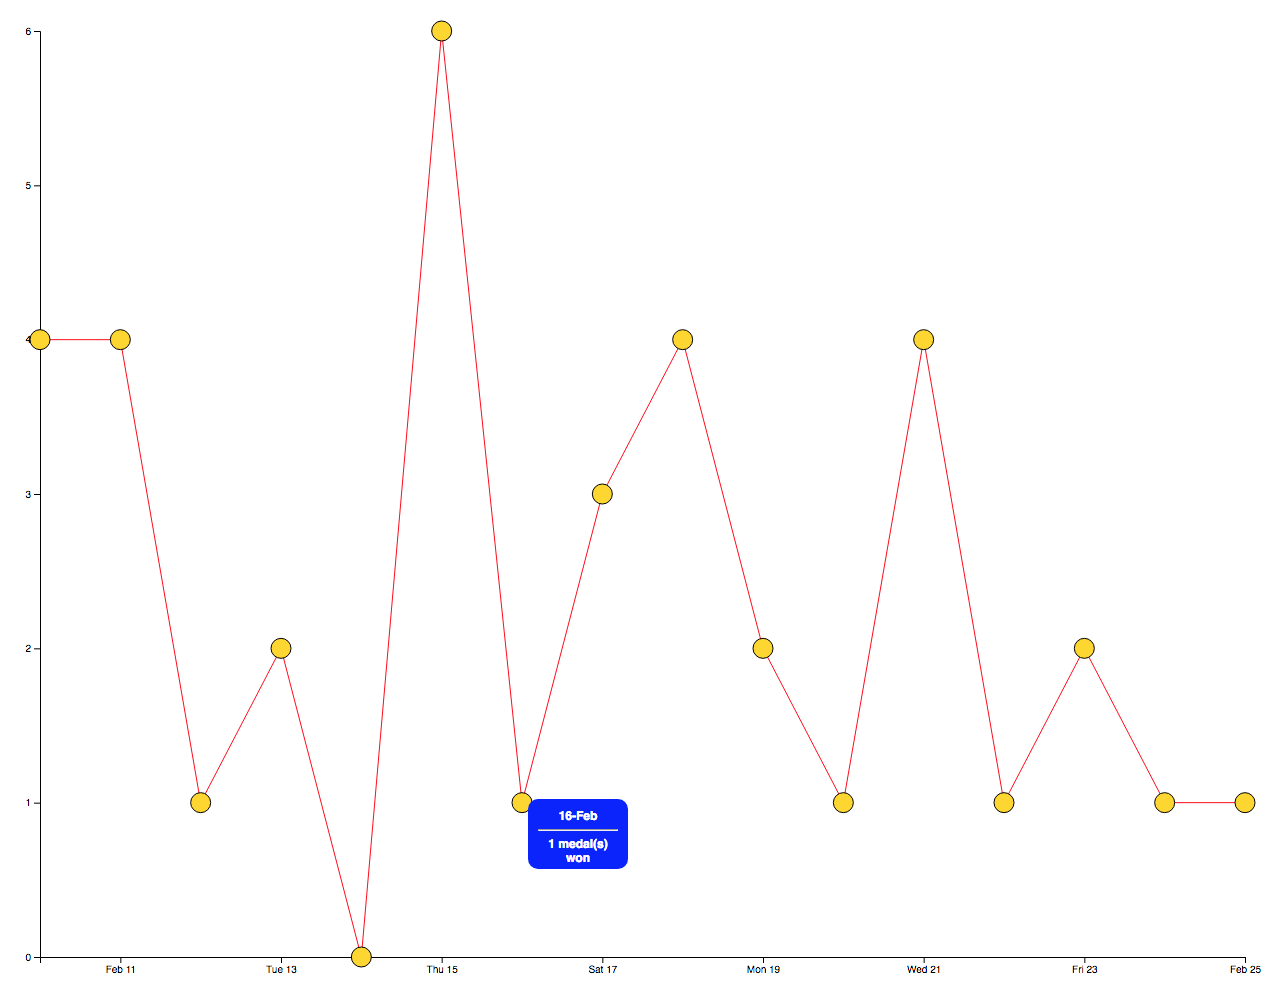 6
5
4
3
2
1
0
16-Feb
1 medal(s)
won
Feb 11
Tue 13
Thu 15
Sat 17
Mon 19
Wed 21
Fri 23
Feb 25